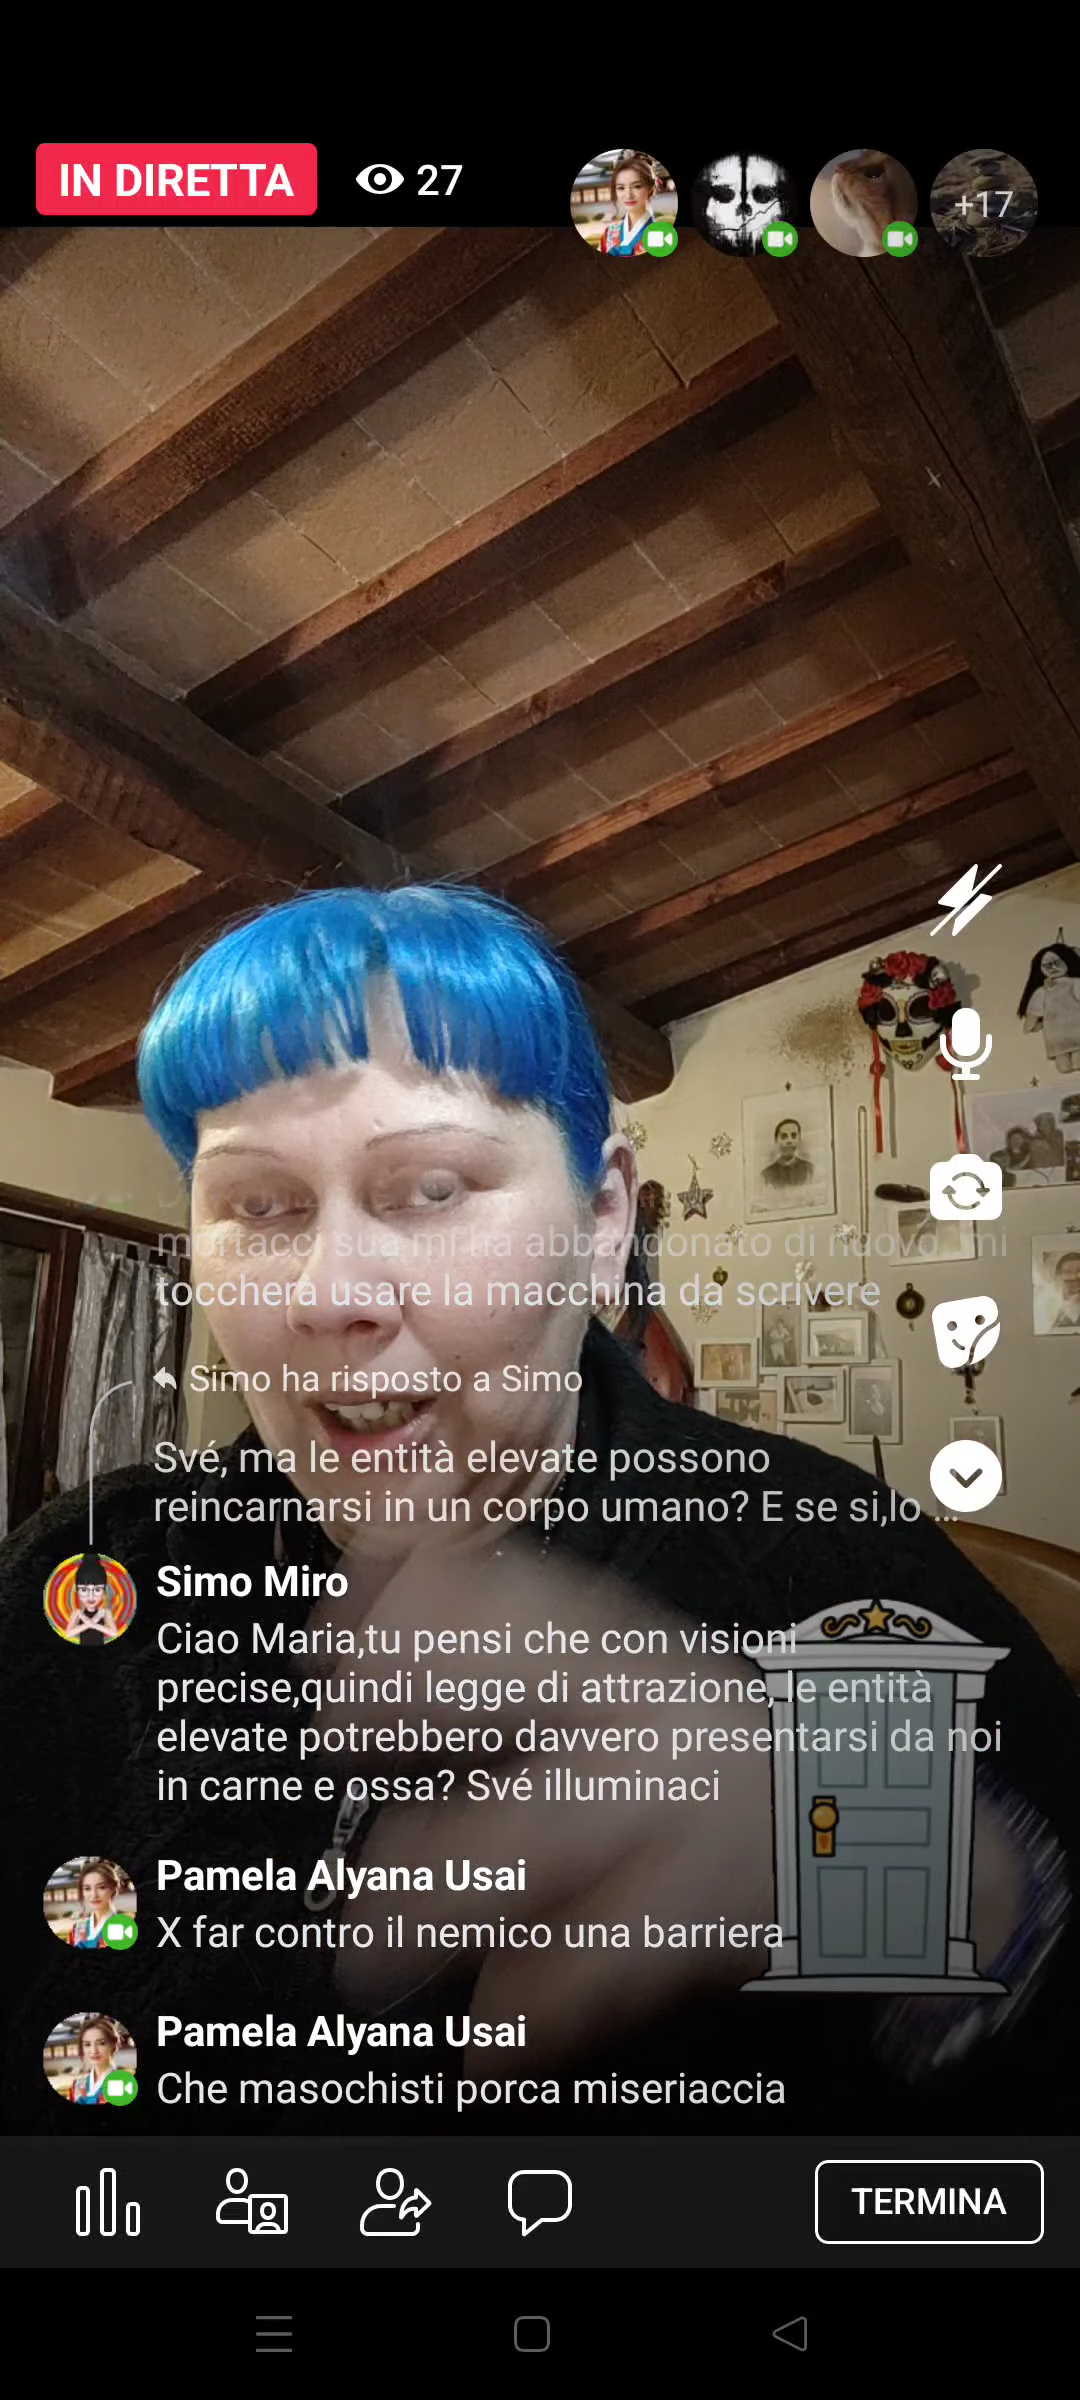 IN DIRETTA
27
+17
mortacci sua mi ha abbandonato di nuovo, mi
toccherà usare la macchina da scrivere
Simo ha risposto a Simo
Své, ma le entità elevate possono
reincarnarsi in un corpo umano? E se si,lo ...
Simo Miro
Ciao Maria,tu pensi che con visioni
precise,quindi legge di attrazione, le entità
elevate potrebbero davvero presentarsi da noi
in carne e ossa? Své illuminaci
Pamela Alyana Usai
X far contro il nemico una barriera
Pamela Alyana Usai
Che masochisti porca miseriaccia
TERMINA